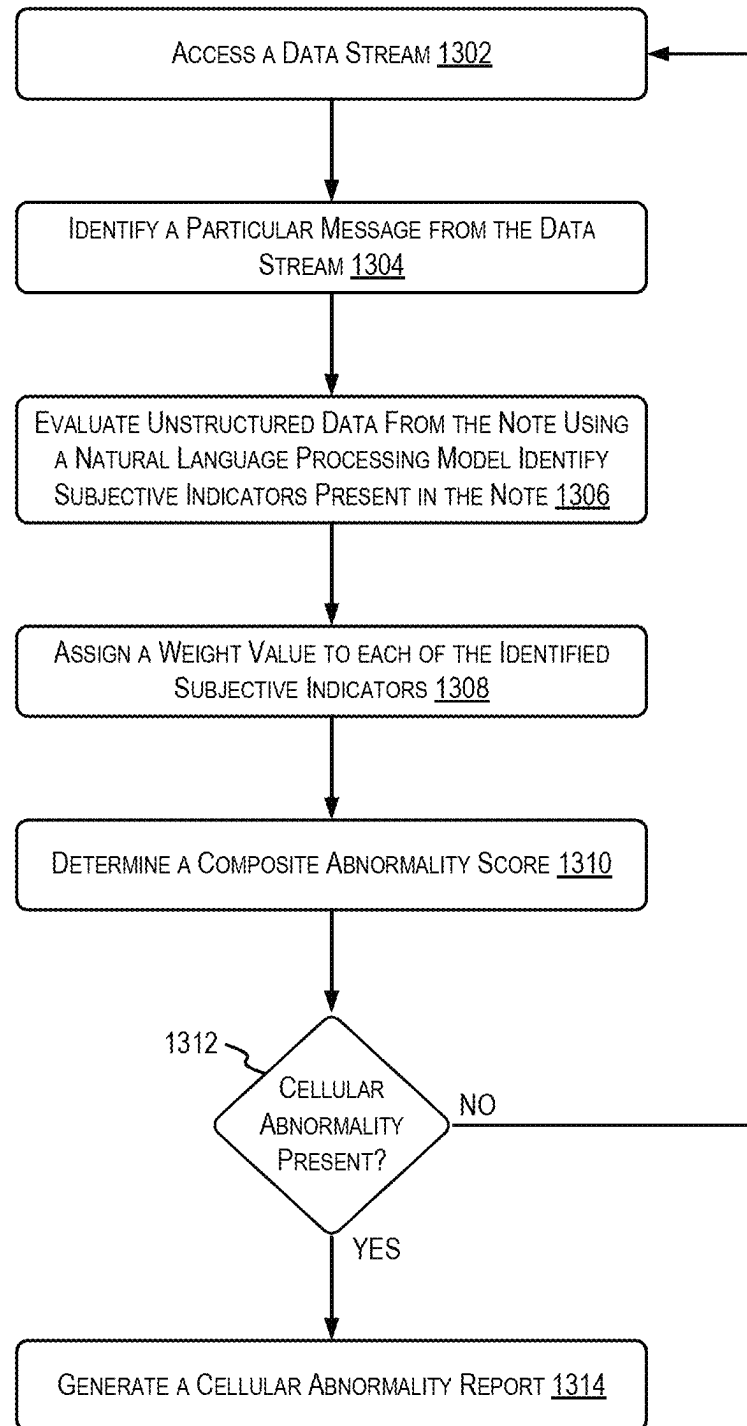 ACCESS A DATA STREAM 1302
IDENTIFY A PARTICULAR MESSAGE FROM THE DATA
STREAM 1304
EVALUATE UNSTRUCTURED DATA FROM THE NOTE USING
A NATURAL LANGUAGE PROCESSING MODEL IDENTIFY
SUBJECTIVE INDICATORS PRESENT IN THE NOTE 1306
ASSIGN A WEIGHT VALUE TO EACH OF THE IDENTIFIED
SUBJECTIVE INDICATORS 1308
DETERMINE A COMPOSITE ABNORMALITY SCORE 1310
1312
CELLULAR
ABNORMALITY
PRESENT?
NO
YES
GENERATE A CELLULAR ABNORMALITY REPORT 1314